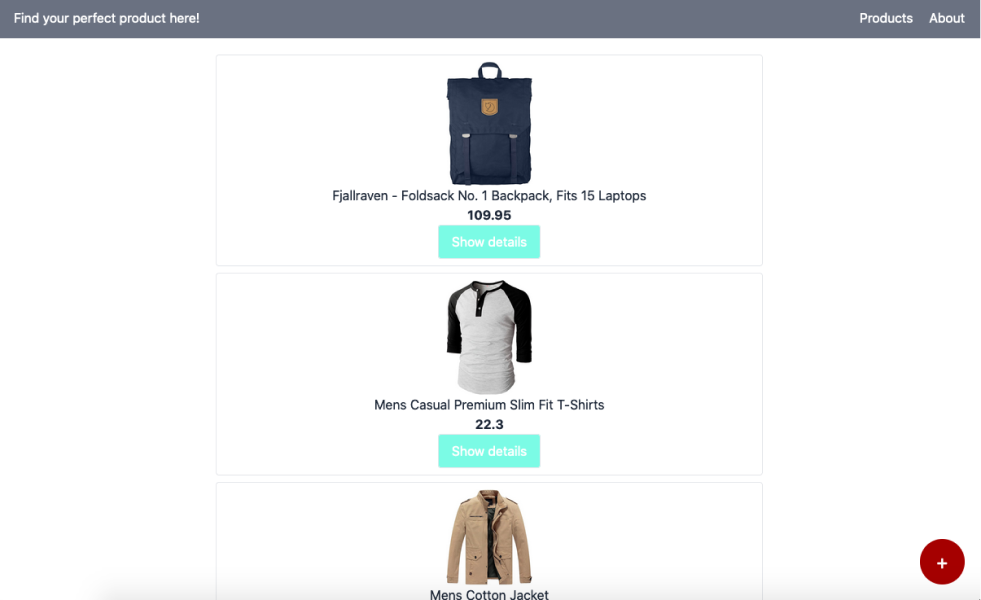 Find your perfect product here!
Products About
Fjallraven - Foldsack No. 1 Backpack, Fits 15 Laptops
109.95
Show details
Mens Casual Premium Slim Fit T-Shirts
22.3
Show details
Mens Cotton Jacket
+